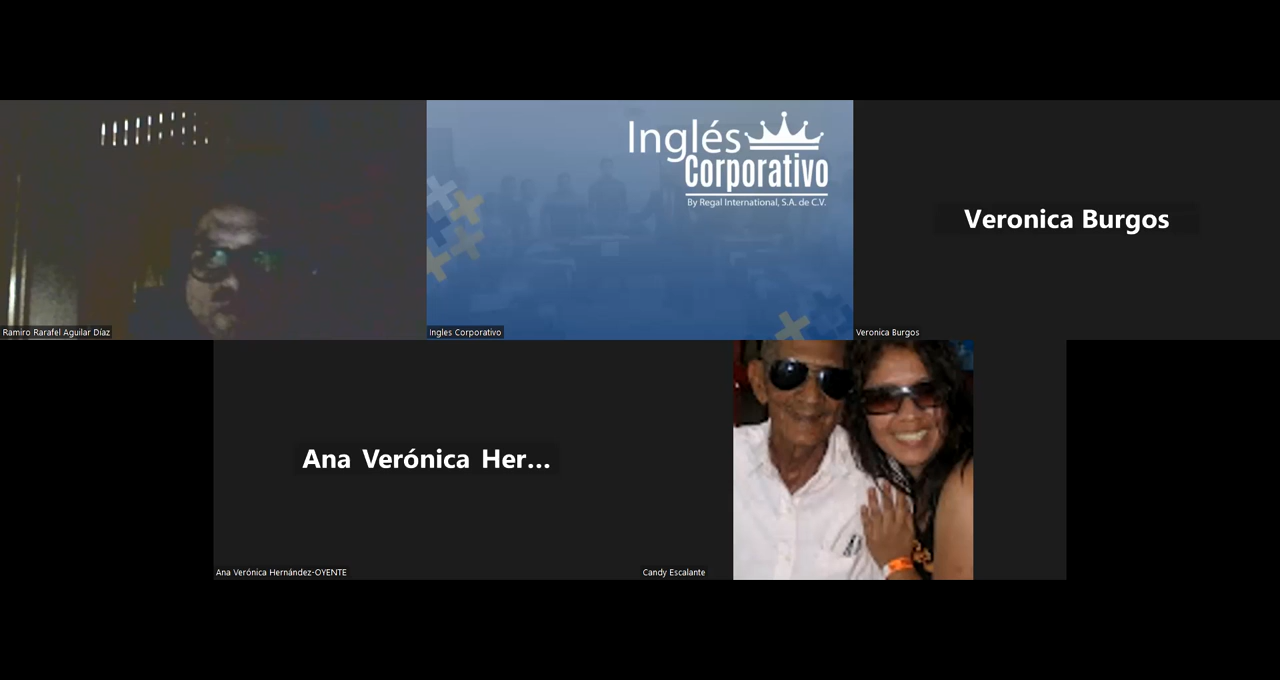 Inglés
Corporativo
By Regal International, S.A. de C.V.
Veronica Burgos
Ramiro Rarafel Aguilar Díaz
Ingles Corporativo
Veronica Burgos
Ana Verónica Her...
Ana Verónica Hernández-OYENTE
Candy Escalante